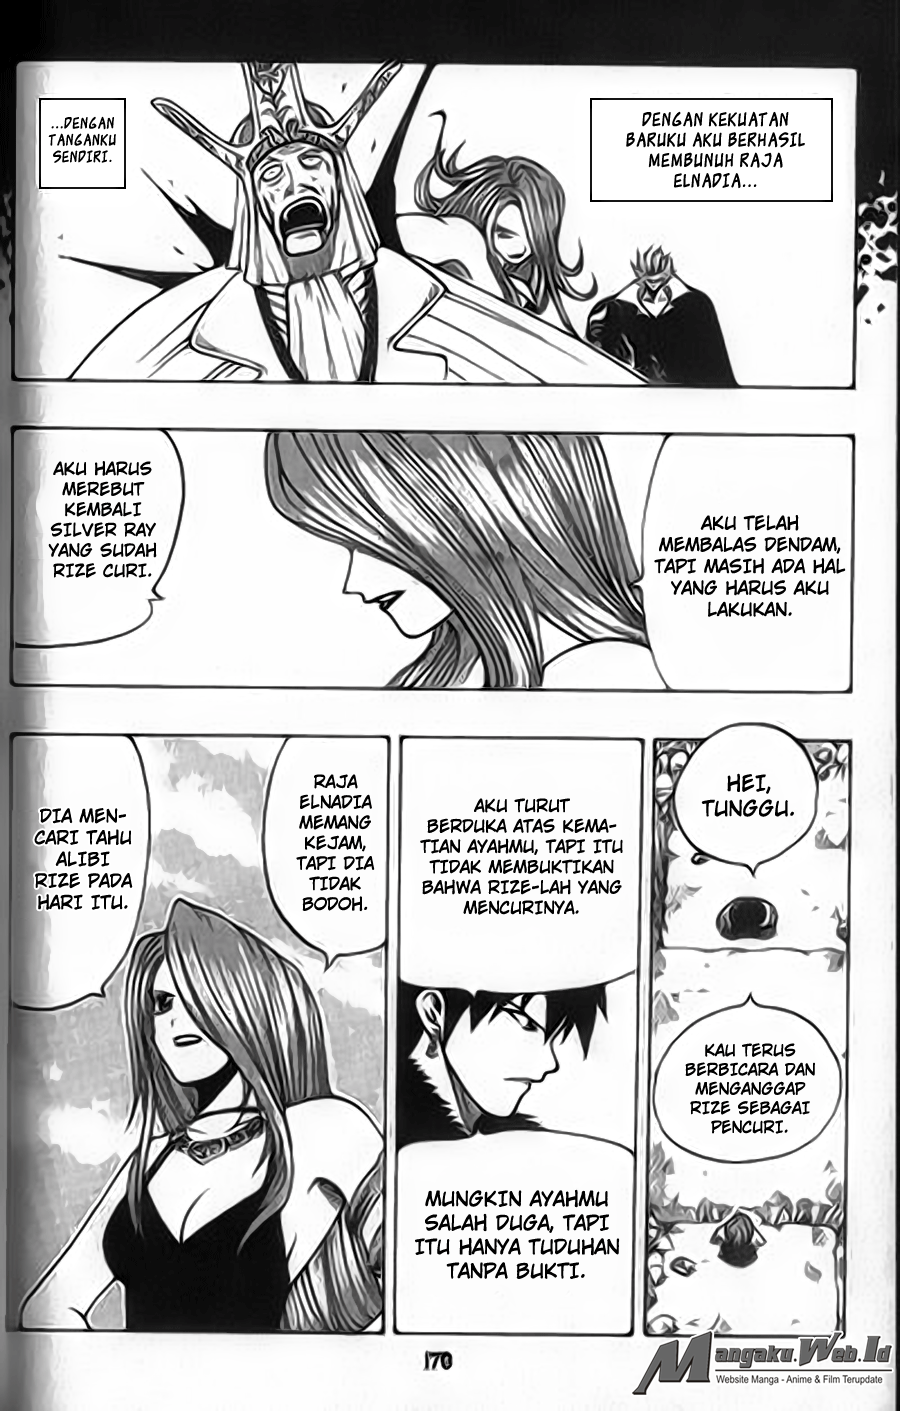 DENGAN KEKUATAN
BARUKU AKU BERHASIL
MEMBUNUH RAJA
ELNADIA...
...DENGAN
TANGANKU
SENDIRI.
AKU TELAH
MEMBALAS DENDAM,
TAPI MASIH ADA HAL
YANG HARUS AKU
LAKUKAN.
AKU HARUS
MEREBUT
KEMBALI
SILVER RAY
YANG SUDAH
RIZE CURI.
HEI,
TUNGGU.
KAU TERUS
BERBICARA DAN
MENGANGGAP
RIZE SEBAGAI
PENCURI.
AKU TURUT
BERDUKA ATAS KEMA-
TIAN AYAHMU, TAPI ITU
TIDAK MEMBUKTIKAN
BAHWA RIZE-LAH YANG
MENCURINYA.
MUNGKIN AYAHMU
SALAH DUGA, TAPI
ITU HANYA TUDUHAN
TANPA BUKTI.
RAJA
ELNADIA
MEMANG
KEJAM,
TAPI DIA
TIDAK
BODOH.
DIA MEN-
CARI TAHU
ALIBI
RIZE PADA
HARI ITU.
170
Mangaku.Web.Id
Website Manga - Anime & Film Terupdate